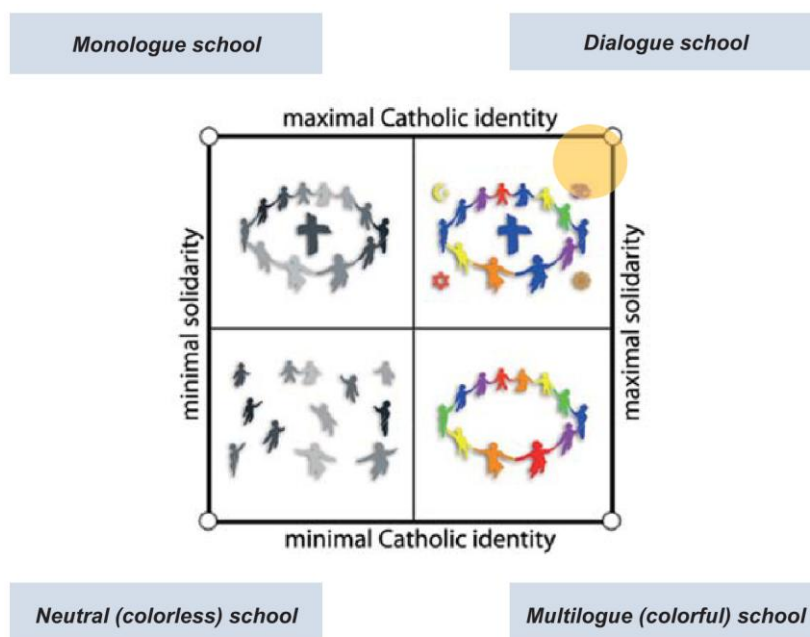 Monologue school
Dialogue school
maximal Catholic identity
minimal solidarity
maximal solidarity
minimal Catholic identity
Neutral (colorless) school
Multilogue (colorful) school